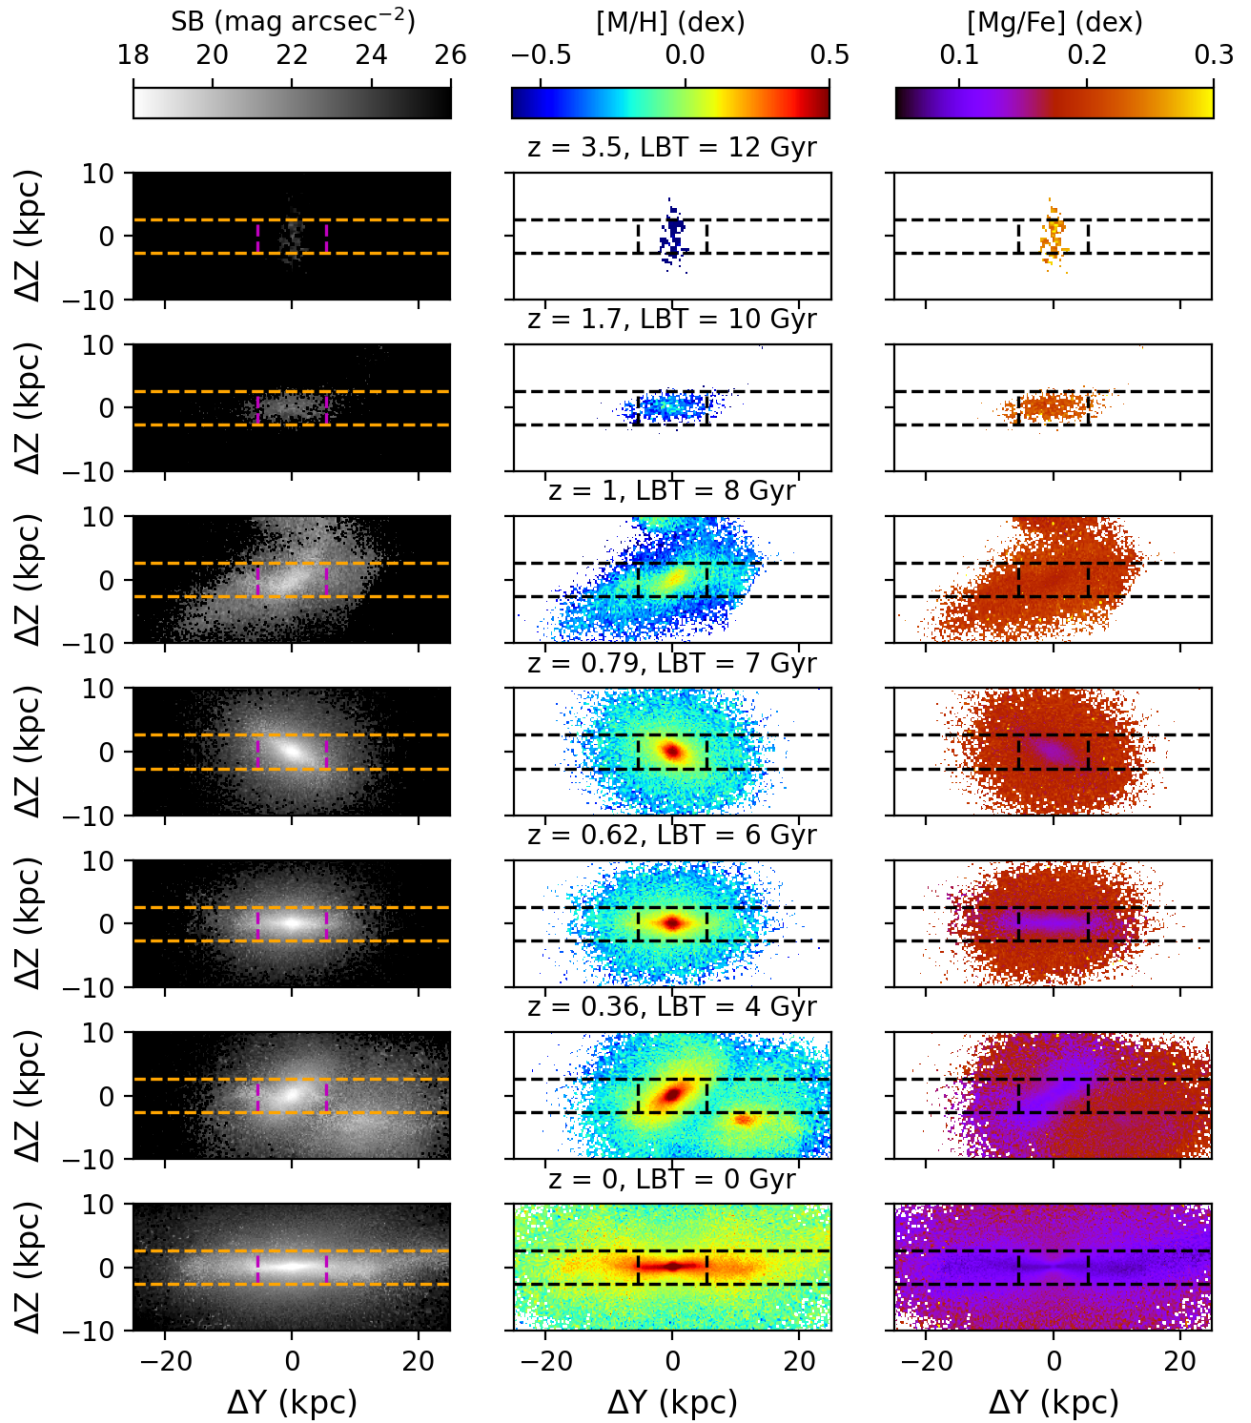 SB (mag arcsec⁻²) [M/H] (dex) [Mg/Fe] (dex)
18 20 22 24 26 −0.5 0.0 0.5 0.1 0.2 0.3
z = 3.5, LBT = 12 Gyr
10
0
−10
ΔZ (kpc)
z = 1.7, LBT = 10 Gyr
10
0
−10
ΔZ (kpc)
z = 1, LBT = 8 Gyr
10
0
−10
ΔZ (kpc)
z = 0.79, LBT = 7 Gyr
10
0
−10
ΔZ (kpc)
z = 0.62, LBT = 6 Gyr
10
0
−10
ΔZ (kpc)
z = 0.36, LBT = 4 Gyr
10
0
−10
ΔZ (kpc)
z = 0, LBT = 0 Gyr
10
0
−10
ΔZ (kpc)
−20 0 20 −20 0 20 −20 0 20
ΔY (kpc) ΔY (kpc) ΔY (kpc)